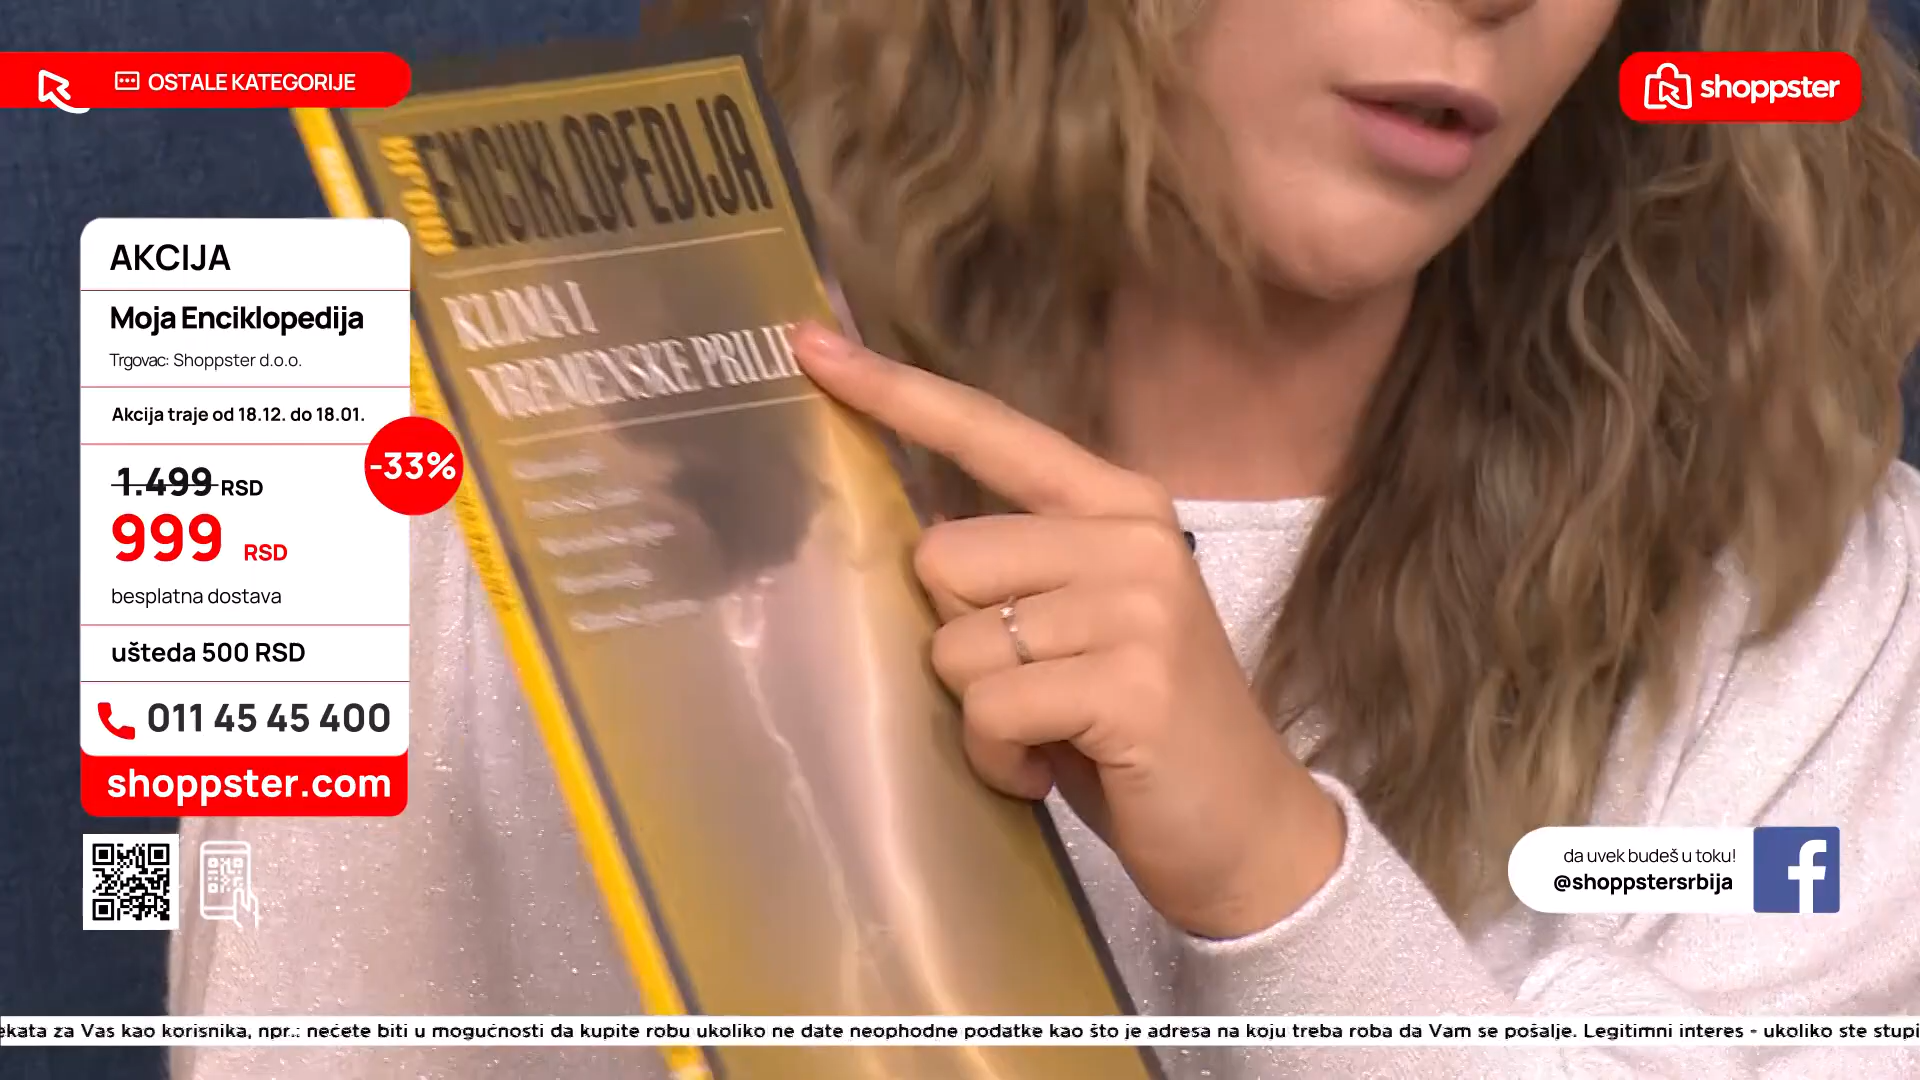 OSTALE KATEGORIJE
shoppster
AKCIJA
Moja Enciklopedija
Trgovac: Shoppster d.o.o.
Akcija traje od 18.12. do 18.01.
-33%
1.499 RSD
999 RSD
besplatna dostava
ušteda 500 RSD
011 45 45 400
shoppster.com
ENCIKLOPEDIJA
KLIMA I
VREMENSKE
da uvek budeš u toku!
@shoppstersrbija
ekata za Vas kao korisnika, npr.: nećete biti u mogućnosti da kupite robu ukoliko ne date neophodne podatke kao što je adresa na koju treba roba da Vam se pošalje. Legitimni interes - ukoliko ste stupi